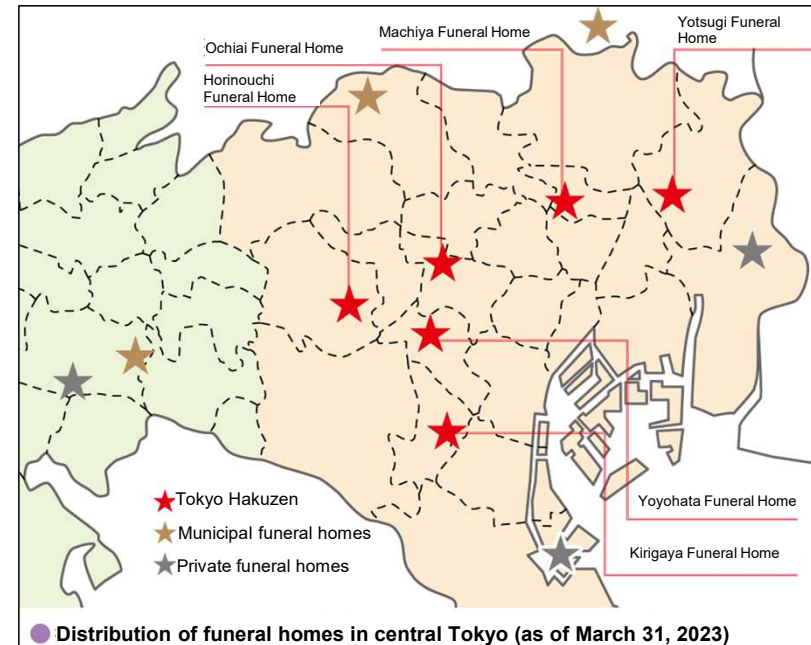 Ochiai Funeral Home
Machiya Funeral Home
Yotsugi Funeral
Home
Horinouchi
Funeral Home
Tokyo Hakuzen
Municipal funeral homes
Private funeral homes
Yoyohata Funeral Home
Kirigaya Funeral Home
Distribution of funeral homes in central Tokyo (as of March 31, 2023)